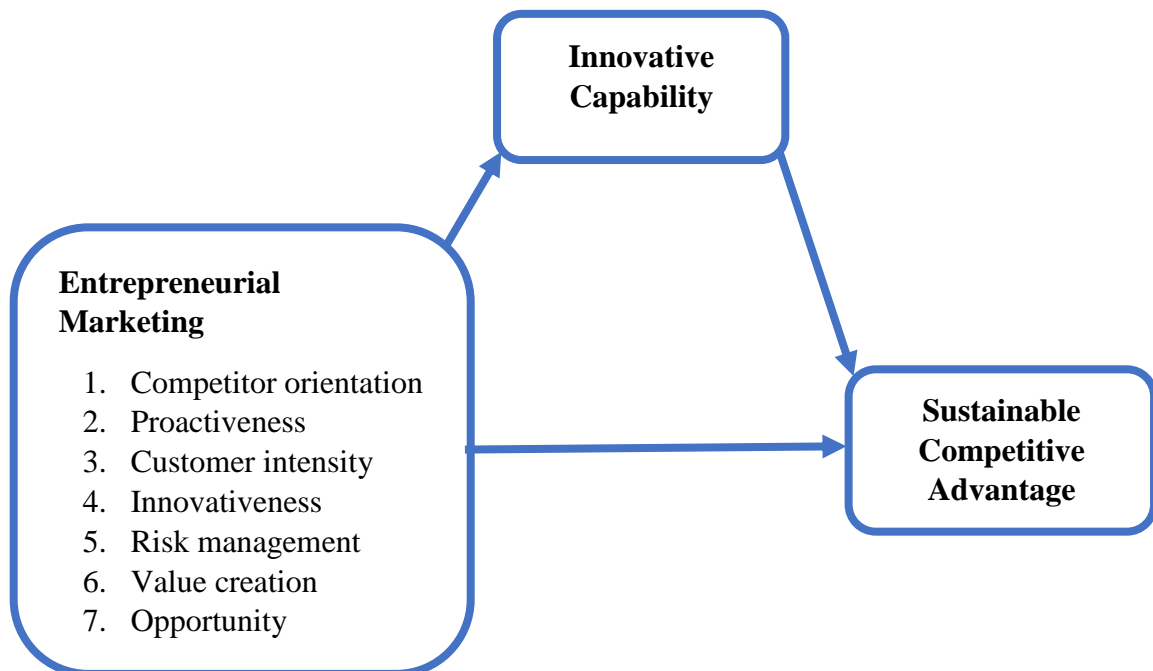 Innovative
Capability
Entrepreneurial
Marketing
1. Competitor orientation
2. Proactiveness
3. Customer intensity
4. Innovativeness
5. Risk management
6. Value creation
7. Opportunity
Sustainable
Competitive
Advantage